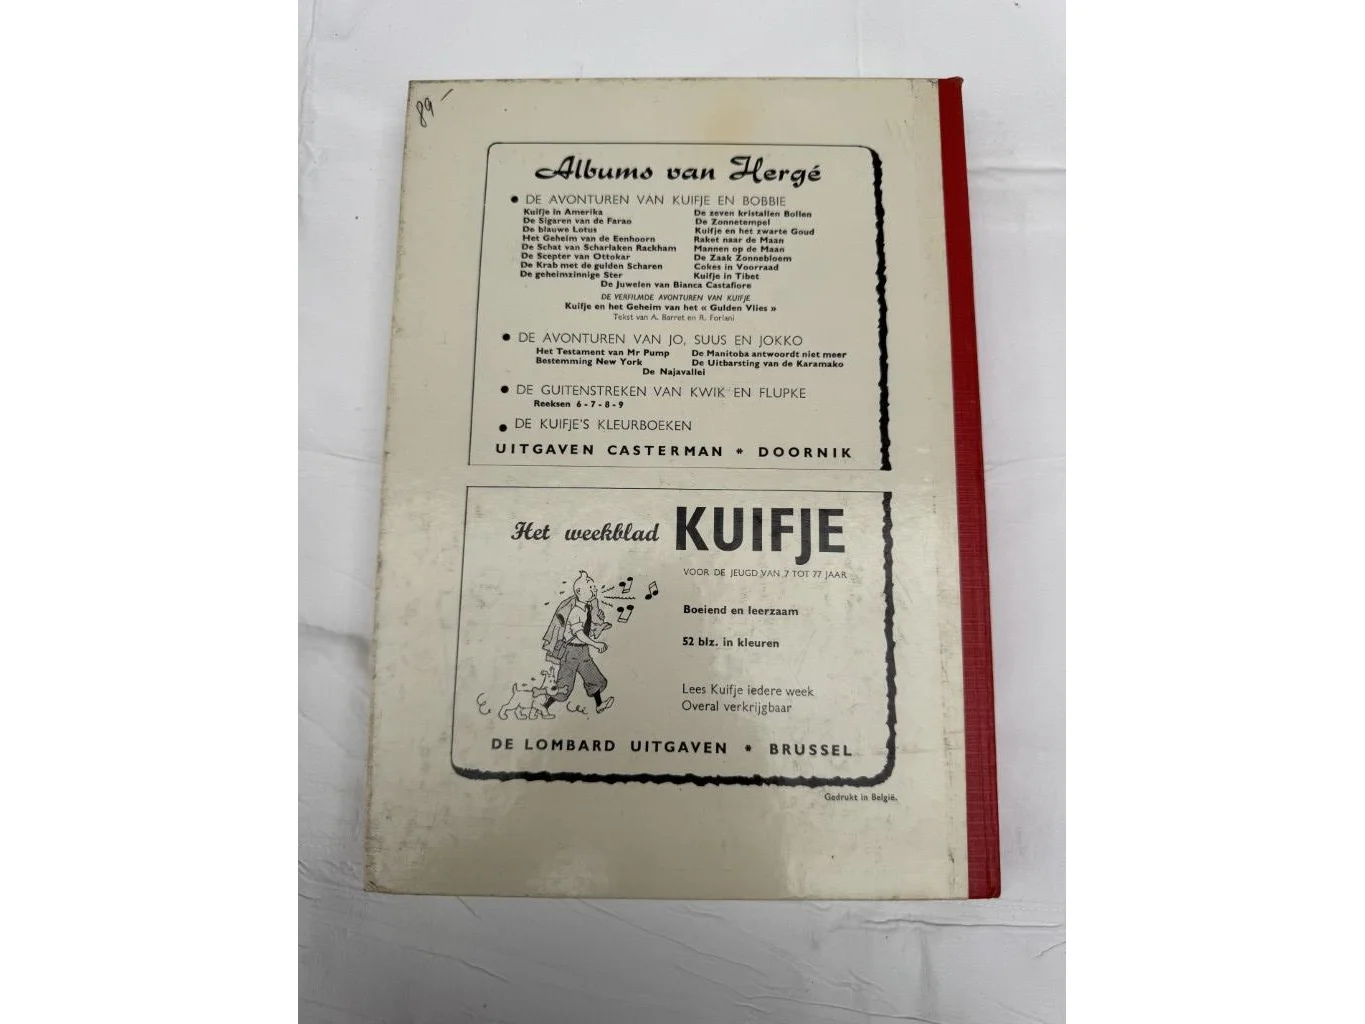 89-
Albums van Hergé
• DE AVONTUREN VAN KUIFJE EN BOBBIE
Kuifje in Amerika
De Sigaren van de Farao
De blauwe Lotus
Het Geheim van de Eenhoorn
De Schat van Scharlaken Rackham
De Scepter van Ottokar
De Krab met de gulden Scharen
De geheimzinnige Ster
De zeven kristallen Bollen
De Zonnetempel
Kuifje en het zwarte Goud
Raket naar de Maan
Mannen op de Maan
De Zaak Zonnebloem
Cokes in Voorraad
Kuifje in Tibet
De Juwelen van Bianca Castafiore
DE VERFILMDE AVONTUREN VAN KUIFJE
Kuifje en het Geheim van het « Gulden Vlies »
Tekst van A. Barret en R. Forlani
• DE AVONTUREN VAN JO, SUUS EN JOKKO
Het Testament van Mr Pump
Bestemming New York
De Manitoba antwoordt niet meer
De Uitbarsting van de Karamako
De Najavallei
• DE GUITENSTREKEN VAN KWIK EN FLUPKE
Reeksen 6 - 7 - 8 - 9
• DE KUIFJE'S KLEURBOEKEN
UITGAVEN CASTERMAN * DOORNIK
Het weekblad KUIFJE
VOOR DE JEUGD VAN 7 TOT 77 JAAR
Boeiend en leerzaam
52 blz. in kleuren
Lees Kuifje iedere week
Overal verkrijgbaar
DE LOMBARD UITGAVEN * BRUSSEL
Gedrukt in België.